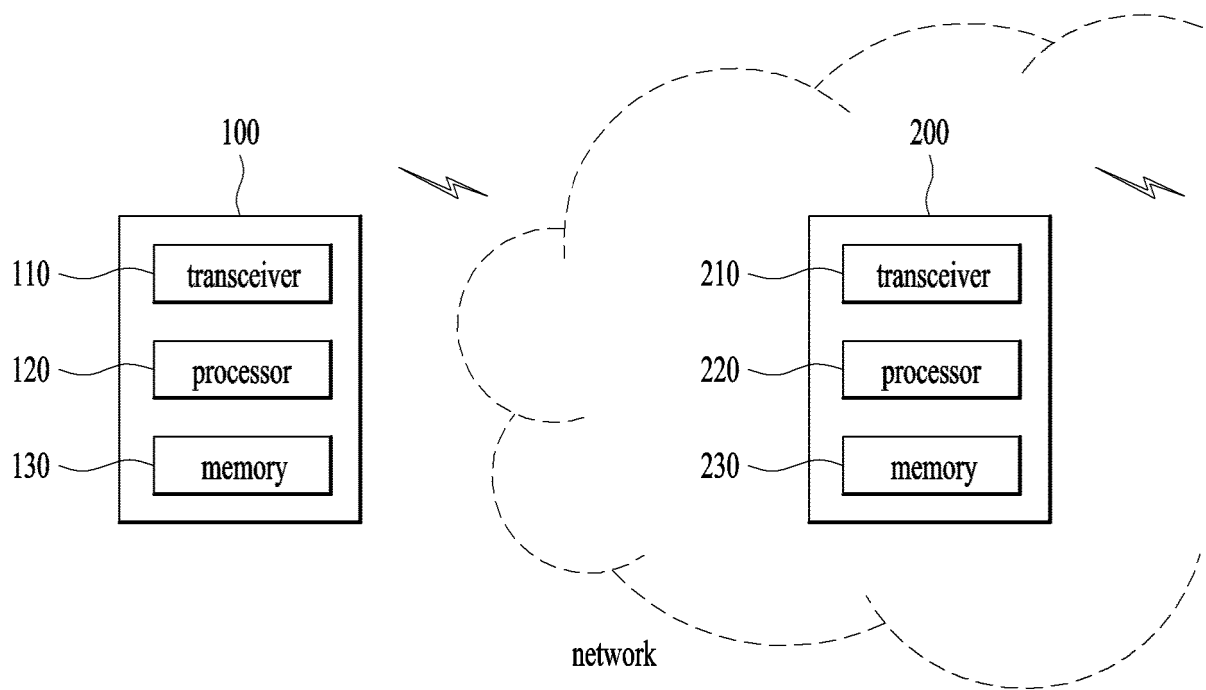 100
200
110 transceiver
210 transceiver
120 processor
220 processor
130 memory
230 memory
network